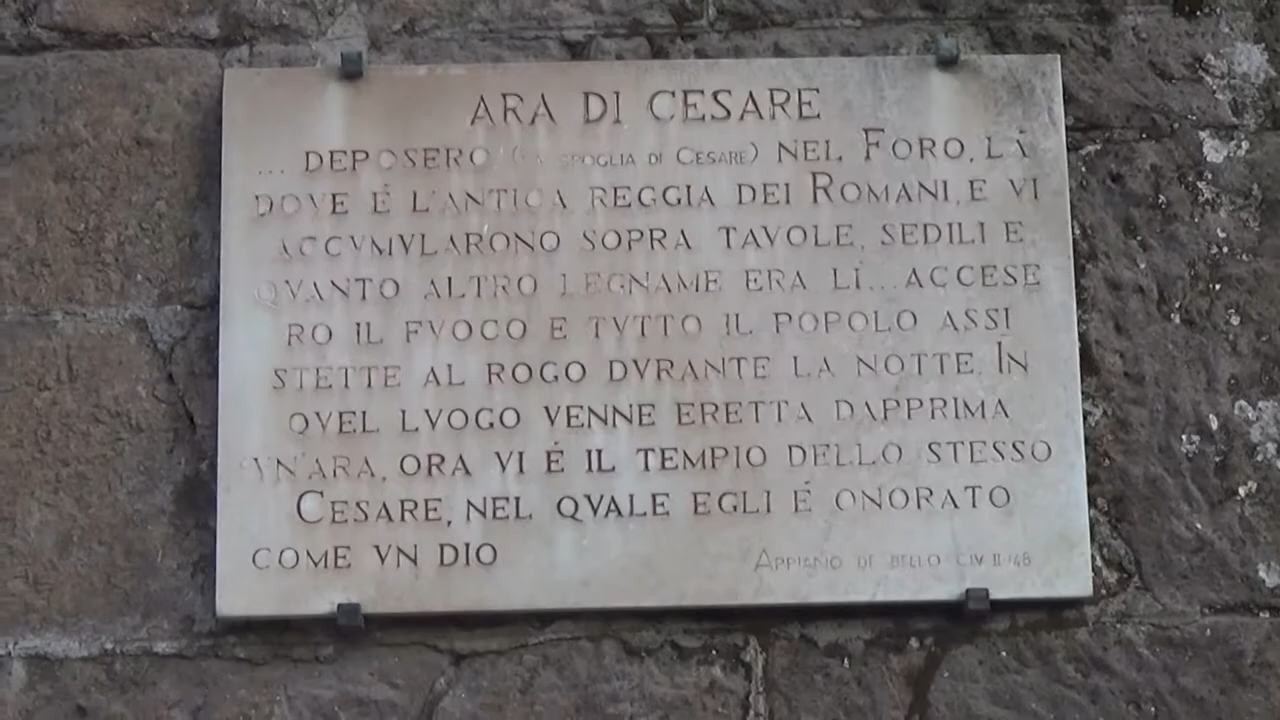 ARA DI CESARE
... DEPOSERO (LA SPOGLIA DI CESARE) NEL FORO, LÀ
DOVE É L'ANTICA REGGIA DEI ROMANI, E VI
ACCVMVLARONO SOPRA TAVOLE, SEDILI E
QVANTO ALTRO LEGNAME ERA LÍ... ACCESE
RO IL FVOCO E TVTTO IL POPOLO ASSI
STETTE AL ROGO DVRANTE LA NOTTE. IN
QVEL LVOGO VENNE ERETTA DAPPRIMA
VN'ARA, ORA VI É IL TEMPIO DELLO STESSO
CESARE, NEL QVALE EGLI É ONORATO
COME VN DIO
APPIANO DE BELLO CIV II·148